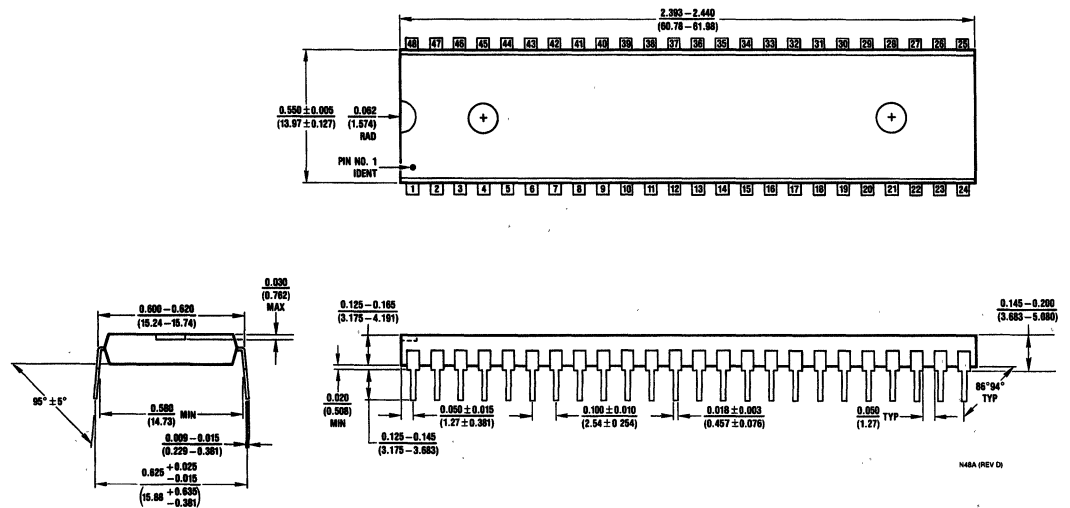 2.393 – 2.440
(60.78 – 61.98)
48 47 46 45 44 43 42 41 40 39 38 37 36 35 34 33 32 31 30 29 28 27 26 25
0.550 ± 0.005
(13.97 ± 0.127)
0.062
(1.574)
RAD
PIN NO. 1
IDENT
1 2 3 4 5 6 7 8 9 10 11 12 13 14 15 16 17 18 19 20 21 22 23 24
0.030
(0.762)
MAX
0.600 – 0.620
(15.24 – 15.74)
95° ±5°
0.580 MIN
(14.73)
0.009 – 0.015
(0.229 – 0.381)
0.625 +0.025
−0.015
(15.88 +0.635
−0.381)
0.125 – 0.165
(3.175 – 4.191)
0.145 – 0.200
(3.683 – 5.080)
0.020
(0.508)
MIN
0.050 ± 0.015
(1.27 ± 0.381)
0.100 ± 0.010
(2.54 ± 0 254)
0.018 ± 0.003
(0.457 ± 0.076)
0.050 TYP
(1.27)
86°94°
TYP
0.125 – 0.145
(3.175 – 3.683)
N48A (REV D)